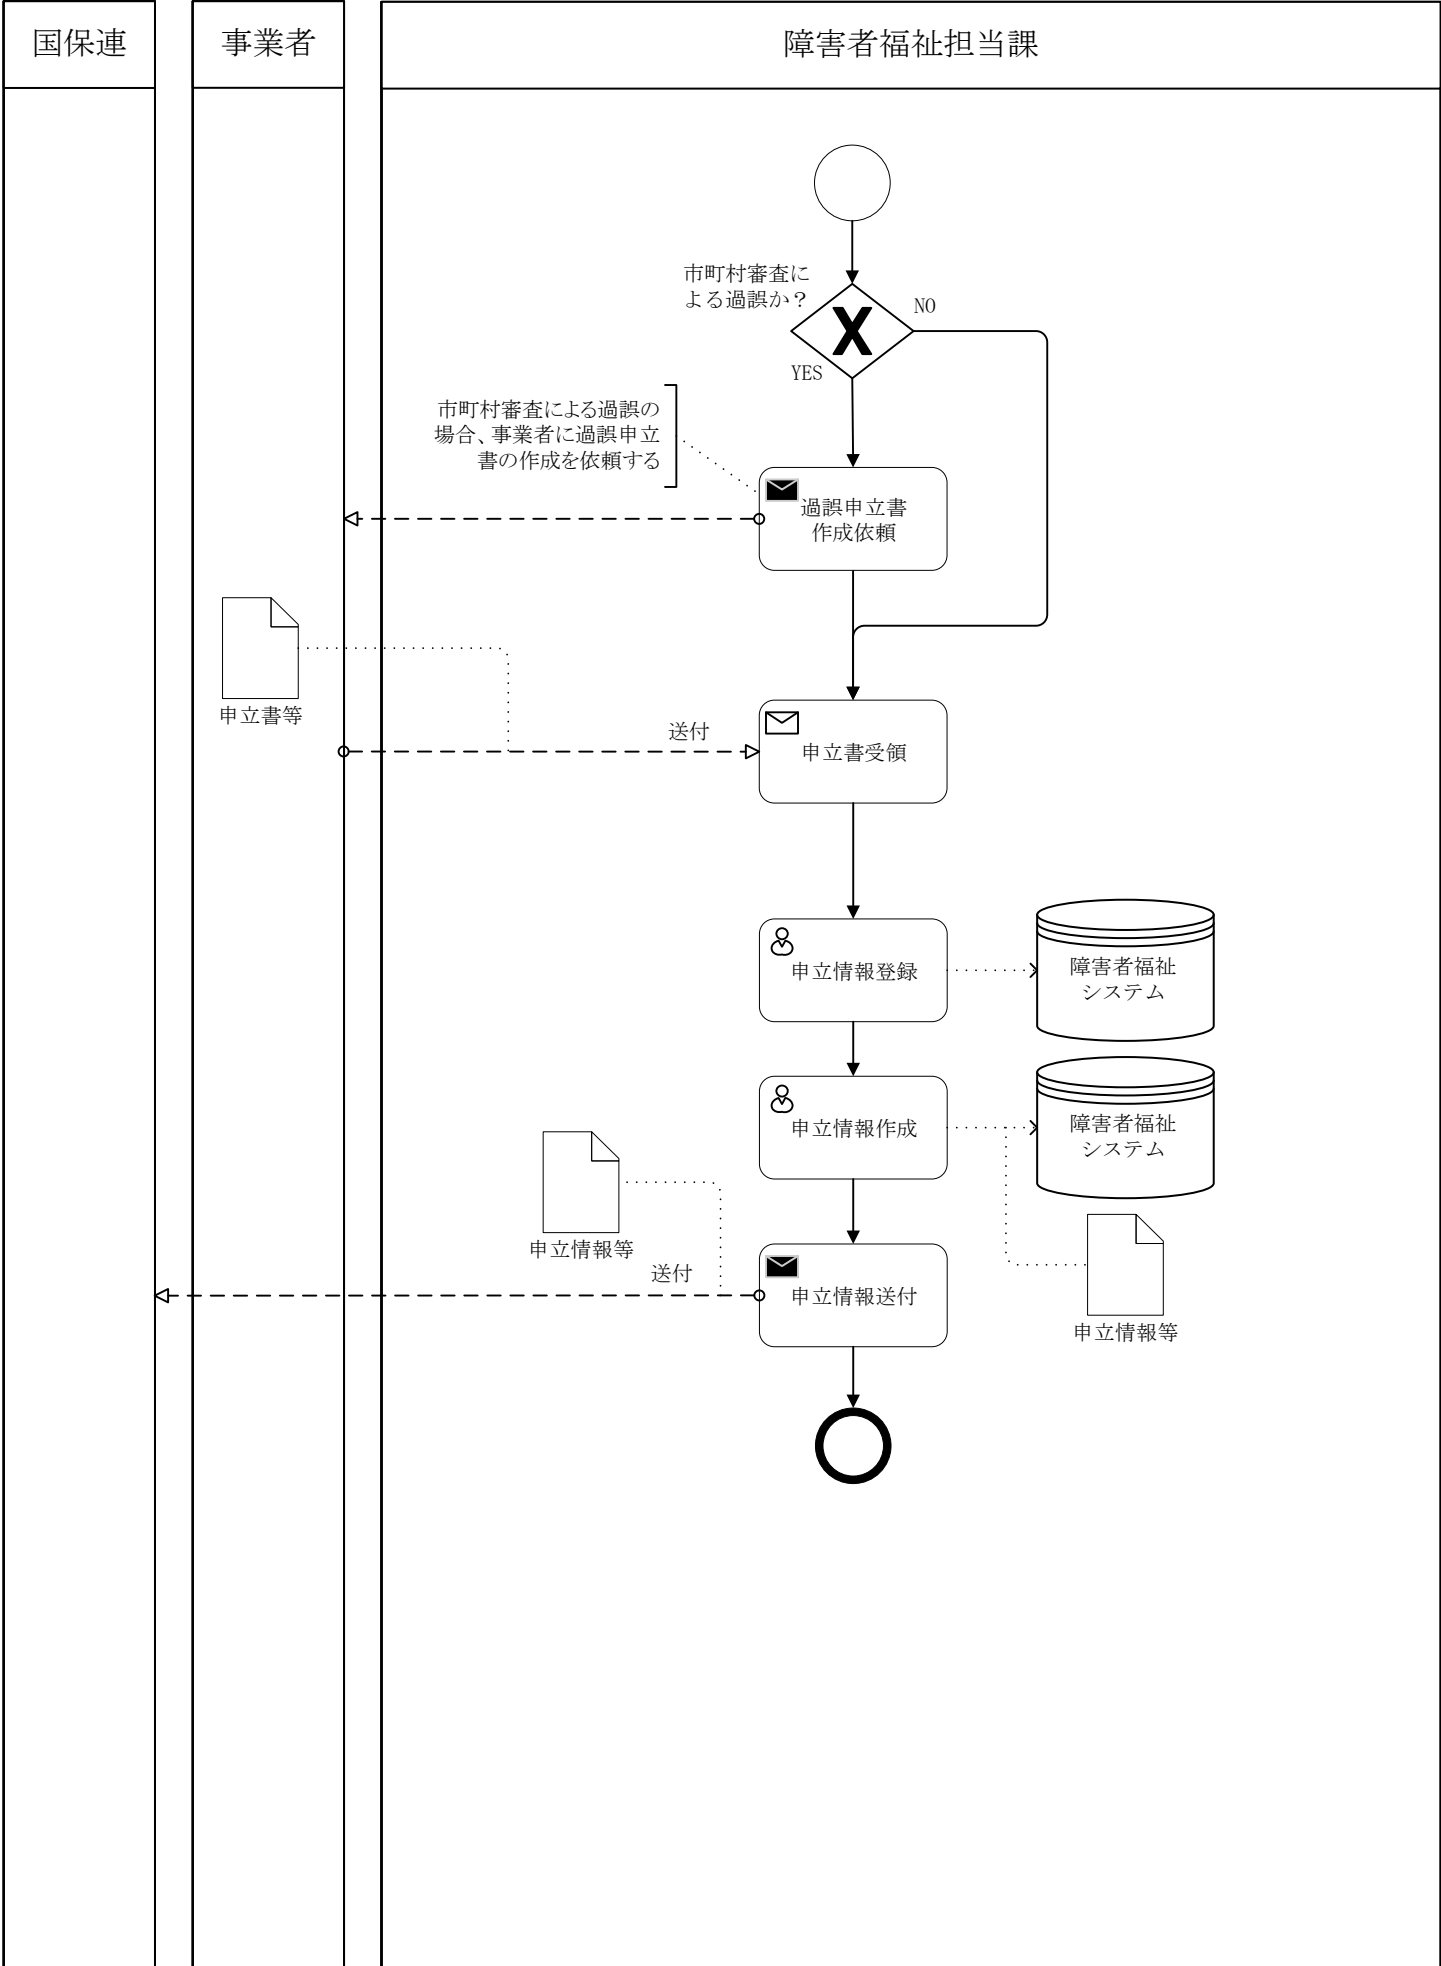 国保連
事業者
障害者福祉担当課
市町村審査に
よる過誤か？
NO
YES
市町村審査による過誤の
場合、事業者に過誤申立
書の作成を依頼する
過誤申立書
作成依頼
申立書等
送付
申立書受領
申立情報登録
障害者福祉
システム
申立情報作成
障害者福祉
システム
申立情報等
送付
申立情報送付
申立情報等